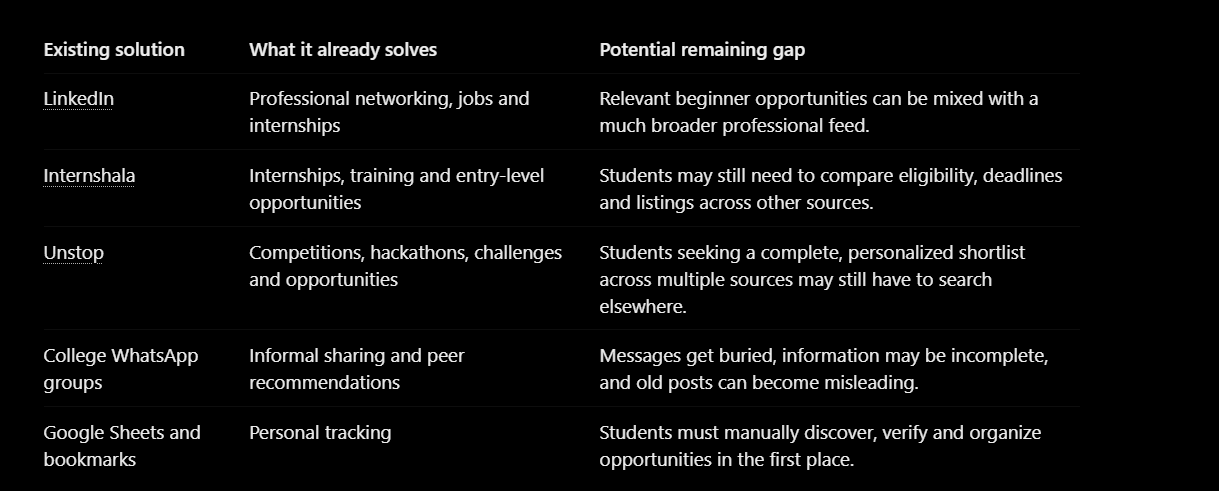 Existing solution What it already solves Potential remaining gap
LinkedIn Professional networking, jobs and Relevant beginner opportunities can be mixed with a
internships much broader professional feed.
Internshala Internships, training and entry-level Students may still need to compare eligibility, deadlines
opportunities and listings across other sources.
Unstop Competitions, hackathons, challenges Students seeking a complete, personalized shortlist
and opportunities across multiple sources may still have to search
elsewhere.
College WhatsApp Informal sharing and peer Messages get buried, information may be incomplete,
groups recommendations and old posts can become misleading.
Google Sheets and Personal tracking Students must manually discover, verify and organize
bookmarks opportunities in the first place.